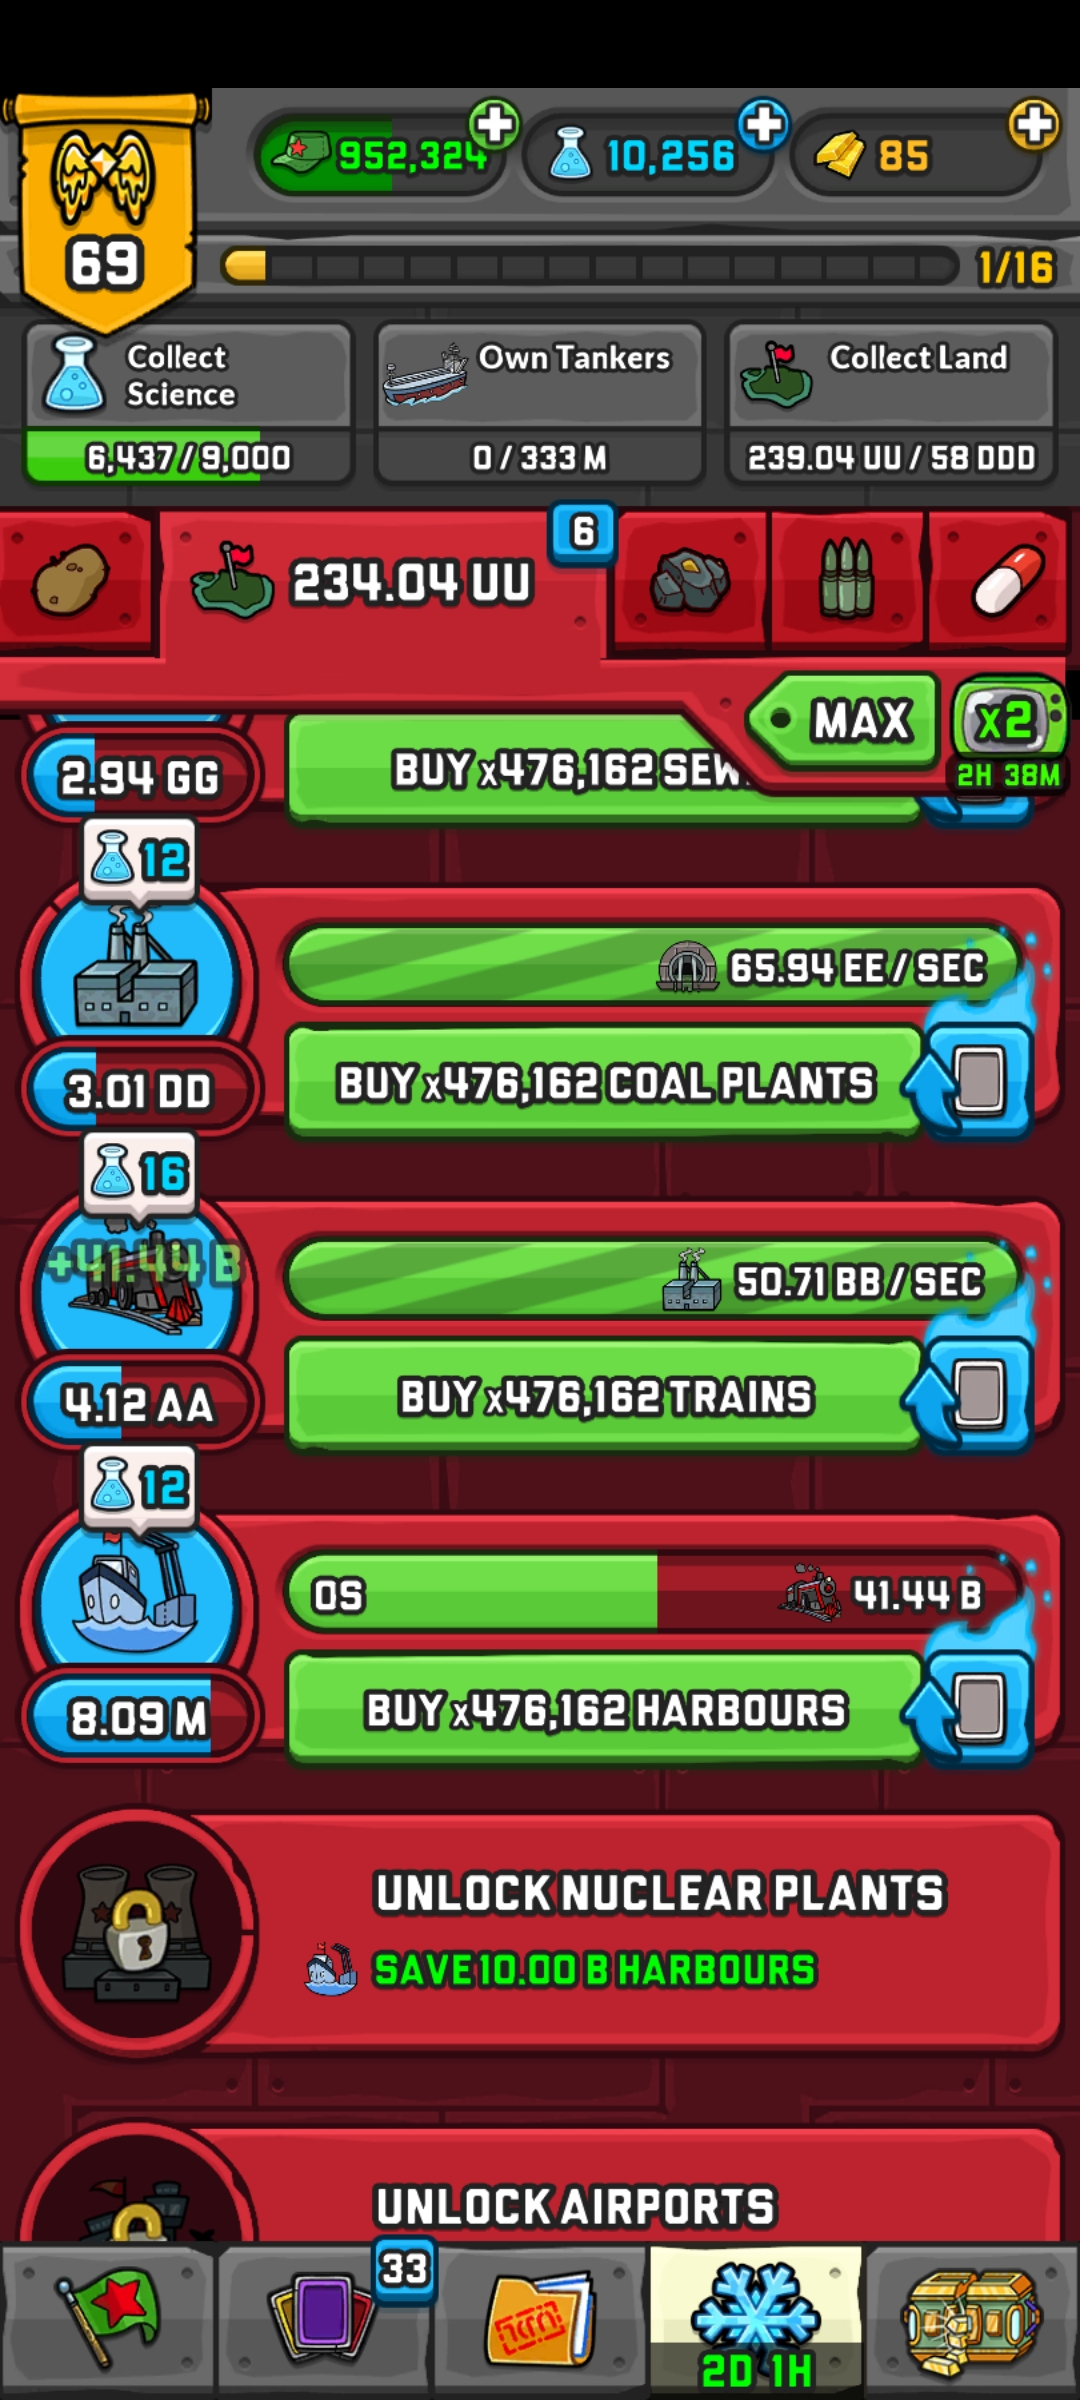 952,324
10,256
85
69
1/16
Collect
Science
Own Tankers
Collect Land
6,437/9,000
0/333 M
239.04 UU/58 DDD
6
234.04 UU
MAX
x2
2H 38M
2.94 GG
BUY x476,162
12
65.94 EE/SEC
3.01 DD
BUY x476,162 COAL PLANTS
16
+41.44 B
50.71 BB/SEC
4.12 AA
BUY x476,162 TRAINS
12
0S
41.44 B
8.09 M
BUY x476,162 HARBOURS
UNLOCK NUCLEAR PLANTS
SAVE 10.00 B HARBOURS
UNLOCK AIRPORTS
33
2D 1H